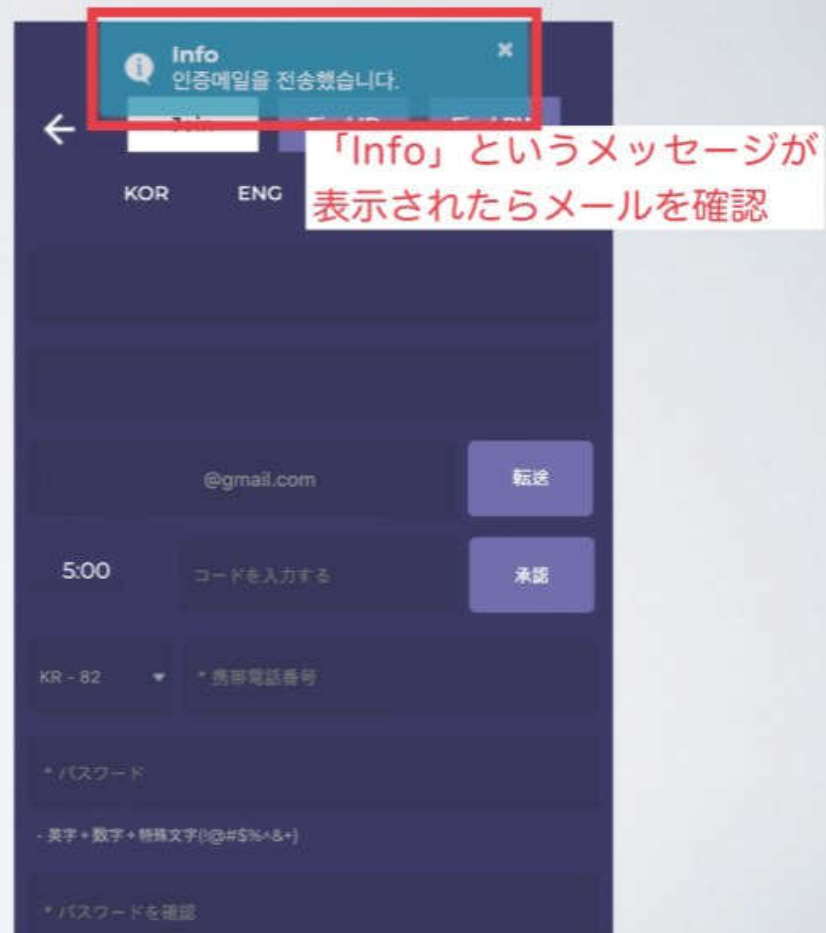 Info
인증메일을 전송했습니다.
×
「Info」というメッセージが
表示されたらメールを確認
KOR ENG
@gmail.com 転送
5:00 コードを入力する 承認
KR - 82 * 携帯電話番号
* パスワード
- 英字+数字+特殊文字(!@#$%^&+)
* パスワードを確認